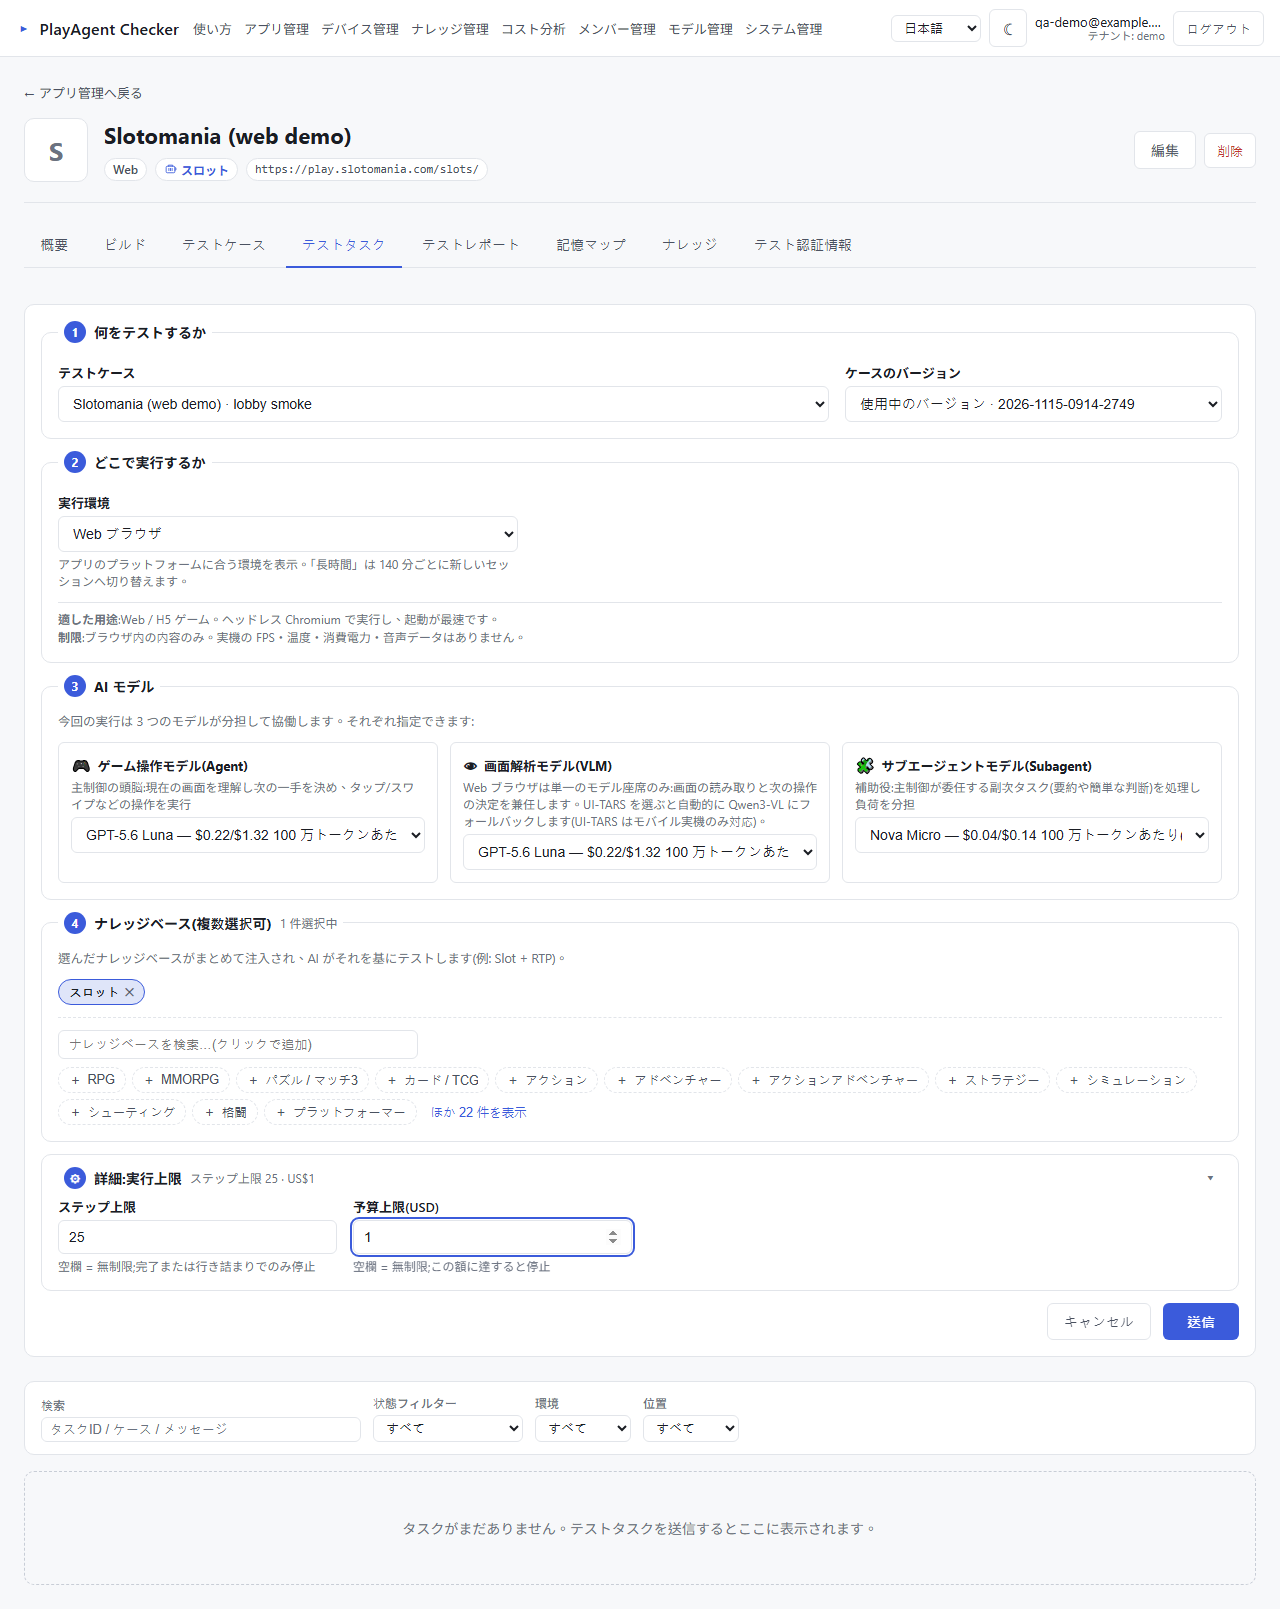 PlayAgent Checker 使い方 アプリ管理 デバイス管理 ナレッジ管理 コスト分析 メンバー管理 モデル管理 システム管理 日本語 qa-demo@example.... ログアウト
テナント: demo
← アプリ管理へ戻る
S
Slotomania (web demo)
Web スロット https://play.slotomania.com/slots/
編集 削除
概要 ビルド テストケース テストタスク テストレポート 記憶マップ ナレッジ テスト認証情報
1 何をテストするか
テストケース ケースのバージョン
Slotomania (web demo) · lobby smoke 使用中のバージョン · 2026-1115-0914-2749
2 どこで実行するか
実行環境
Web ブラウザ
アプリのプラットフォームに合う環境を表示。「長時間」は 140 分ごとに新しいセッ
ションへ切り替えます。
適した用途:Web / H5 ゲーム。ヘッドレス Chromium で実行し、起動が最速です。
制限:ブラウザ内の内容のみ。実機の FPS・温度・消費電力・音声データはありません。
3 AI モデル
今回の実行は 3 つのモデルが分担して協働します。それぞれ指定できます:
🎮 ゲーム操作モデル(Agent)
主制御の頭脳:現在の画面を理解し次の一手を決め、タップ/スワ
イプなどの操作を実行
GPT-5.6 Luna — $0.22/$1.32 100 万トークンあた
👁 画面解析モデル(VLM)
Web ブラウザは単一のモデル座席のみ:画面の読み取りと次の操作
の決定を兼任します。UI-TARS を選ぶと自動的に Qwen3-VL にフ
ォールバックします(UI-TARS はモバイル実機のみ対応)。
GPT-5.6 Luna — $0.22/$1.32 100 万トークンあた
🧩 サブエージェントモデル(Subagent)
補助役:主制御が委任する副次タスク(要約や簡単な判断)を処理し
負荷を分担
Nova Micro — $0.04/$0.14 100 万トークンあたり(
4 ナレッジベース(複数選択可) 1 件選択中
選んだナレッジベースがまとめて注入され、AI がそれを基にテストします(例: Slot + RTP)。
スロット ✕
ナレッジベースを検索…(クリックで追加)
+ RPG + MMORPG + パズル / マッチ3 + カード / TCG + アクション + アドベンチャー + アクションアドベンチャー + ストラテジー + シミュレーション
+ シューティング + 格闘 + プラットフォーマー ほか 22 件を表示
⚙ 詳細:実行上限 ステップ上限 25 · US$1 ▾
ステップ上限 予算上限(USD)
25 1
空欄 = 無制限;完了または行き詰まりでのみ停止 空欄 = 無制限;この額に達すると停止
キャンセル 送信
検索 状態フィルター 環境 位置
タスクID / ケース / メッセージ すべて すべて すべて
タスクがまだありません。テストタスクを送信するとここに表示されます。